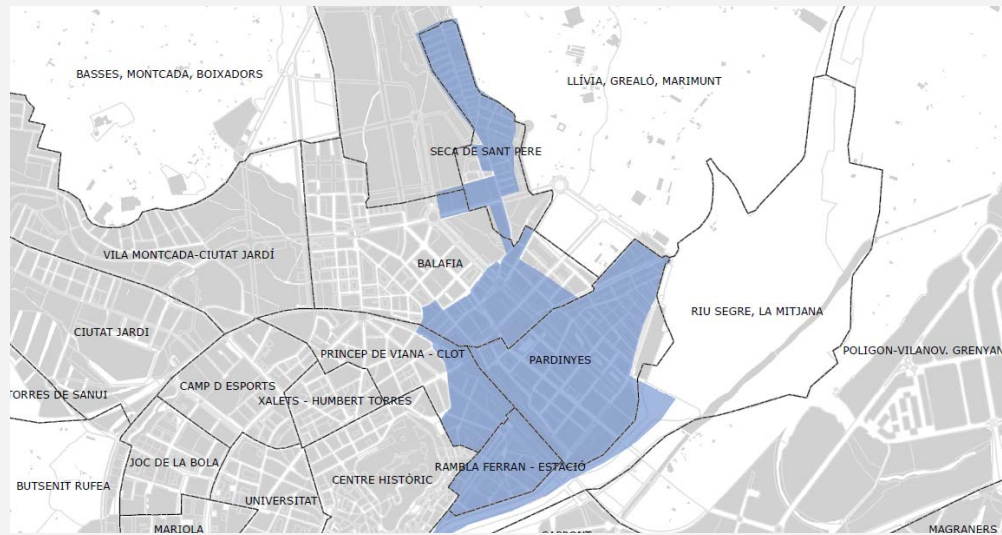 BASSES, MONTCADA, BOIXADORS
LLÍVIA, GREALÓ, MARIMUNT
SECA DE SANT PERE
VILA MONTCADA-CIUTAT JARDÍ
BALAFIA
RIU SEGRE, LA MITJANA
CIUTAT JARDI
PRINCEP DE VIANA - CLOT
PARDINYES
POLIGON-VILANOV. GRENYAN
CAMP D ESPORTS
TORRES DE SANUI
XALETS - HUMBERT TORRES
JOC DE LA BOLA
RAMBLA FERRAN - ESTACIÓ
CENTRE HISTÒRIC
BUTSENIT RUFEA
UNIVERSITAT
MARIOLA
MAGRANERS